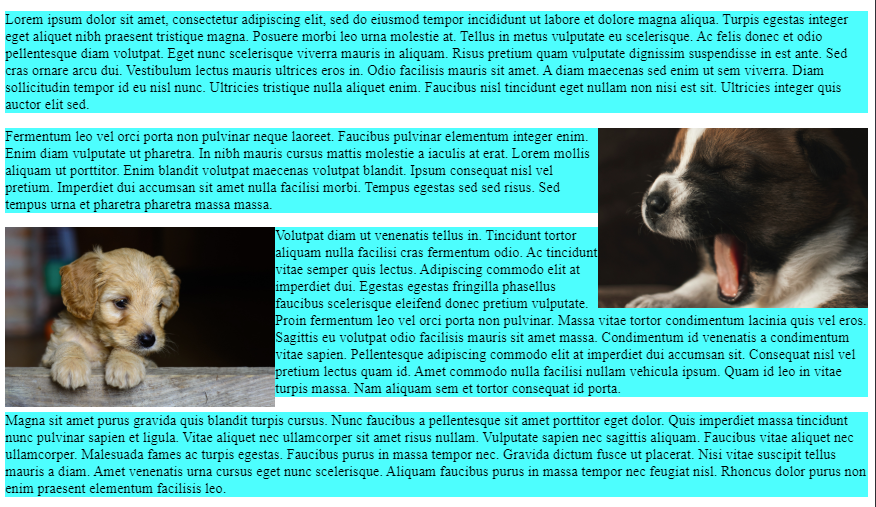 Lorem ipsum dolor sit amet, consectetur adipiscing elit, sed do eiusmod tempor incididunt ut labore et dolore magna aliqua. Turpis egestas integer
eget aliquet nibh praesent tristique magna. Posuere morbi leo urna molestie at. Tellus in metus vulputate eu scelerisque. Ac felis donec et odio
pellentesque diam volutpat. Eget nunc scelerisque viverra mauris in aliquam. Risus pretium quam vulputate dignissim suspendisse in est ante. Sed
cras ornare arcu dui. Vestibulum lectus mauris ultrices eros in. Odio facilisis mauris sit amet. A diam maecenas sed enim ut sem viverra. Diam
sollicitudin tempor id eu nisl nunc. Ultricies tristique nulla aliquet enim. Faucibus nisl tincidunt eget nullam non nisi est sit. Ultricies integer quis
auctor elit sed.
Fermentum leo vel orci porta non pulvinar neque laoreet. Faucibus pulvinar elementum integer enim.
Enim diam vulputate ut pharetra. In nibh mauris cursus mattis molestie a iaculis at erat. Lorem mollis
aliquam ut porttitor. Enim blandit volutpat maecenas volutpat blandit. Ipsum consequat nisl vel
pretium. Imperdiet dui accumsan sit amet nulla facilisi morbi. Tempus egestas sed sed risus. Sed
tempus urna et pharetra pharetra massa massa.
Volutpat diam ut venenatis tellus in. Tincidunt tortor
aliquam nulla facilisi cras fermentum odio. Ac tincidunt
vitae semper quis lectus. Adipiscing commodo elit at
imperdiet dui. Egestas egestas fringilla phasellus
faucibus scelerisque eleifend donec pretium vulputate.
Proin fermentum leo vel orci porta non pulvinar. Massa vitae tortor condimentum lacinia quis vel eros.
Sagittis eu volutpat odio facilisis mauris sit amet massa. Condimentum id venenatis a condimentum
vitae sapien. Pellentesque adipiscing commodo elit at imperdiet dui accumsan sit. Consequat nisl vel
pretium lectus quam id. Amet commodo nulla facilisi nullam vehicula ipsum. Quam id leo in vitae
turpis massa. Nam aliquam sem et tortor consequat id porta.
Magna sit amet purus gravida quis blandit turpis cursus. Nunc faucibus a pellentesque sit amet porttitor eget dolor. Quis imperdiet massa tincidunt
nunc pulvinar sapien et ligula. Vitae aliquet nec ullamcorper sit amet risus nullam. Vulputate sapien nec sagittis aliquam. Faucibus vitae aliquet nec
ullamcorper. Malesuada fames ac turpis egestas. Faucibus purus in massa tempor nec. Gravida dictum fusce ut placerat. Nisi vitae suscipit tellus
mauris a diam. Amet venenatis urna cursus eget nunc scelerisque. Aliquam faucibus purus in massa tempor nec feugiat nisl. Rhoncus dolor purus non
enim praesent elementum facilisis leo.